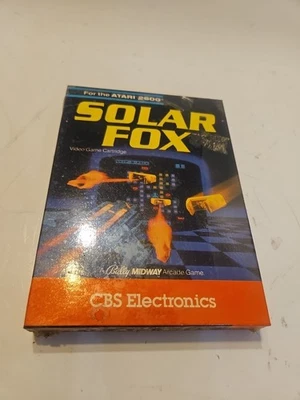 For the ATARI 2600
SOLAR
FOX
Video Game Cartridge
A Bally MIDWAY Arcade Game
CBS Electronics